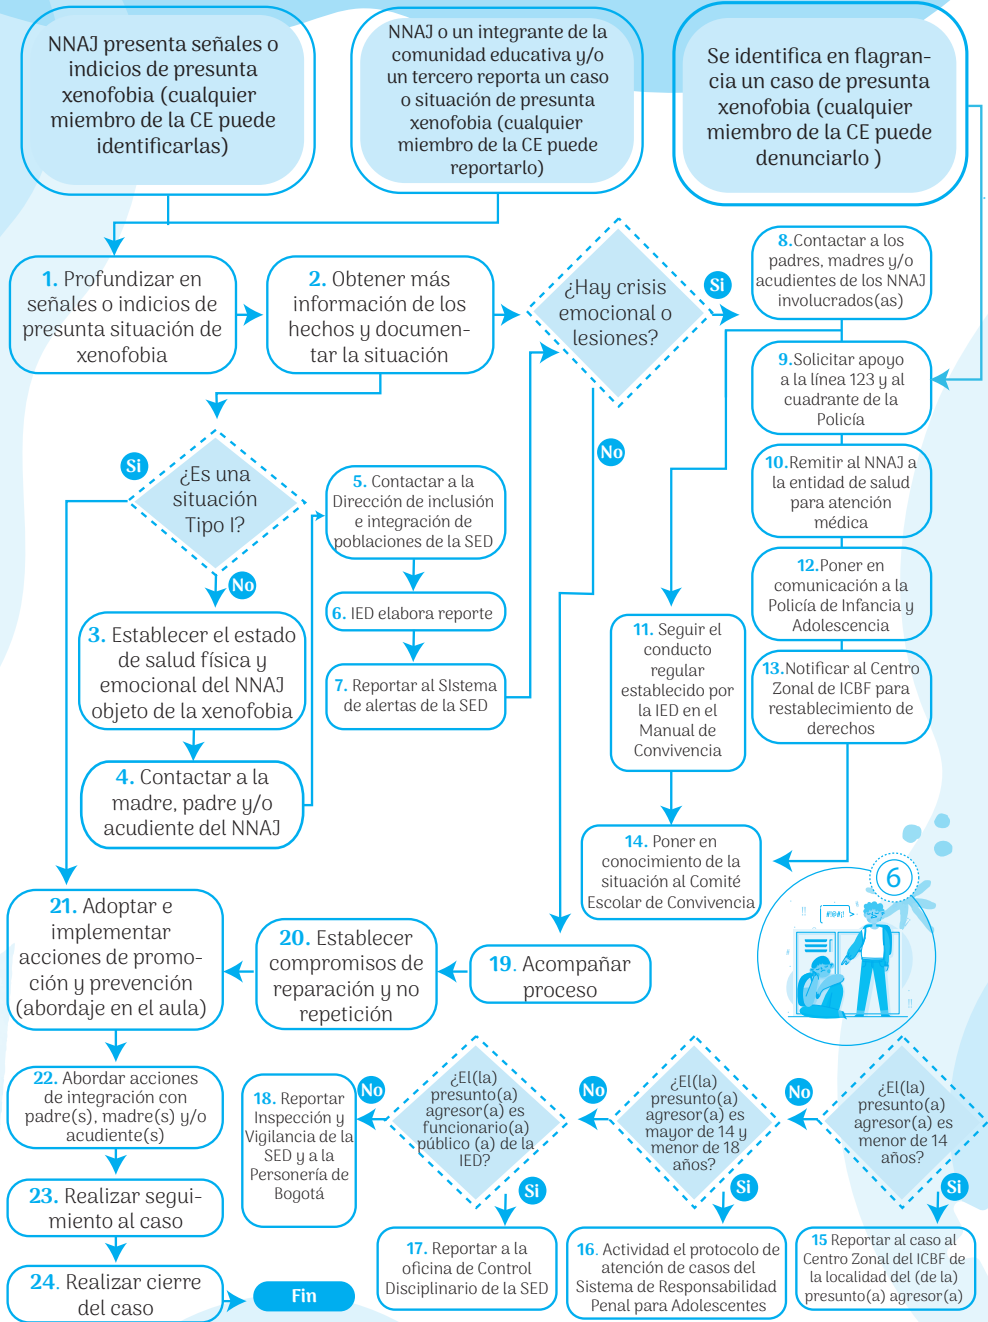 NNAJ presenta señales o
indicios de presunta
xenofobia (cualquier
miembro de la CE puede
identificarlas)
NNAJ o un integrante de la
comunidad educativa y/o
un tercero reporta un caso
o situación de presunta
xenofobia (cualquier
miembro de la CE puede
reportarlo)
Se identifica en flagran-
cia un caso de presunta
xenofobia (cualquier
miembro de la CE puede
denunciarlo )
1. Profundizar en
señales o indicios de
presunta situación de
xenofobia
2. Obtener más
información de los
hechos y documen-
tar la situación
¿Hay crisis
emocional o
lesiones?
Si
No
8.Contactar a los
padres, madres y/o
acudientes de los NNAJ
involucrados(as)
9.Solicitar apoyo
a la línea 123 y al
cuadrante de la
Policía
10.Remitir al NNAJ a
la entidad de salud
para atención
médica
12.Poner en
comunicación a la
Policía de Infancia y
Adolescencia
13.Notificar al Centro
Zonal de ICBF para
restablecimiento de
derechos
¿Es una
situación
Tipo I?
Si
No
3. Establecer el estado
de salud física y
emocional del NNAJ
objeto de la xenofobia
4. Contactar a la
madre, padre y/o
acudiente del NNAJ
5. Contactar a la
Dirección de inclusión
e integración de
poblaciones de la SED
6. IED elabora reporte
7. Reportar al SIstema
de alertas de la SED
11. Seguir el
conducto
regular
establecido por
la IED en el
Manual de
Convivencia
14. Poner en
conocimiento de la
situación al Comité
Escolar de Convivencia
6
#!@#()
!!
!!
21. Adoptar e
implementar
acciones de promo-
ción y prevención
(abordaje en el aula)
20. Establecer
compromisos de
reparación y no
repetición
19. Acompañar
proceso
22. Abordar acciones
de integración con
padre(s), madre(s) y/o
acudiente(s)
23. Realizar segui-
miento al caso
24. Realizar cierre
del caso
Fin
18. Reportar
Inspección y
Vigilancia de la
SED y a la
Personería de
Bogotá
No
¿El(la)
presunto(a)
agresor(a) es
funcionario(a)
público (a) de la
IED?
Si
No
¿El(la)
presunto(a)
agresor(a) es
mayor de 14 y
menor de 18
años?
Si
No
¿El(la)
presunto(a)
agresor(a) es
menor de 14
años?
Si
17. Reportar a la
oficina de Control
Disciplinario de la SED
16. Actividad el protocolo de
atención de casos del
Sistema de Responsabilidad
Penal para Adolescentes
15 Reportar al caso al
Centro Zonal del ICBF de
la localidad del (de la)
presunto(a) agresor(a)